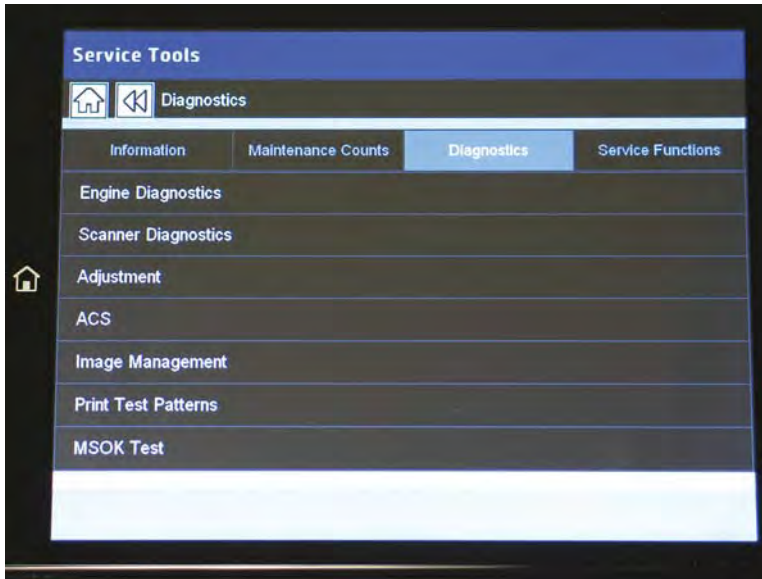 Service Tools
Diagnostics
Information Maintenance Counts Diagnostics Service Functions
Engine Diagnostics
Scanner Diagnostics
Adjustment
ACS
Image Management
Print Test Patterns
MSOK Test